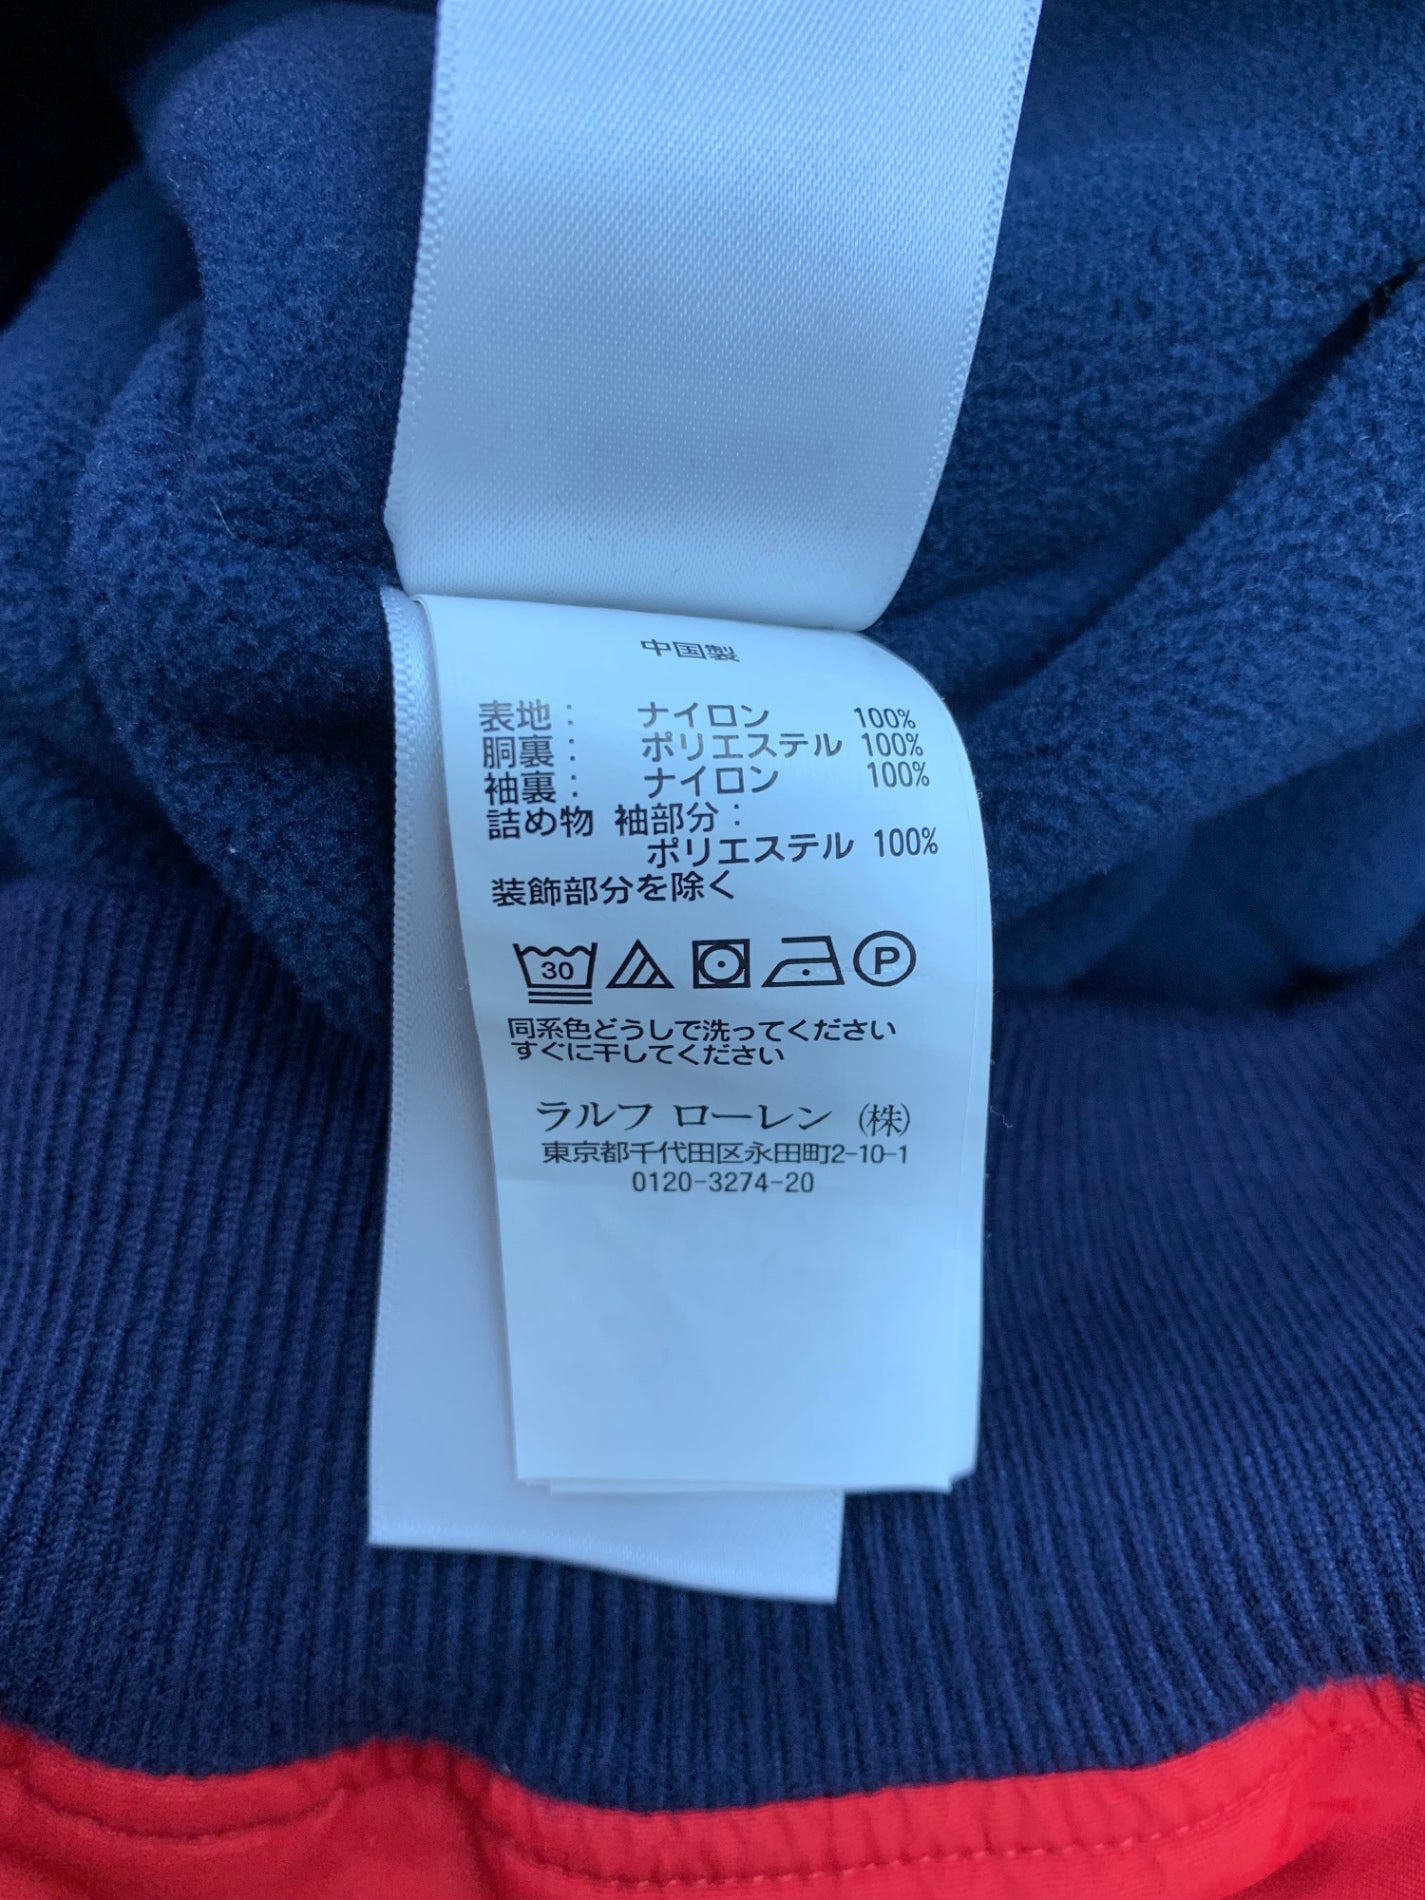 中国製
表地： ナイロン 100%
胴裏： ポリエステル 100%
袖裏： ナイロン 100%
詰め物 袖部分：
ポリエステル 100%
装飾部分を除く
30 P
同系色どうしで洗ってください
すぐに干してください
ラルフ ローレン (株)
東京都千代田区永田町2-10-1
0120-3274-20